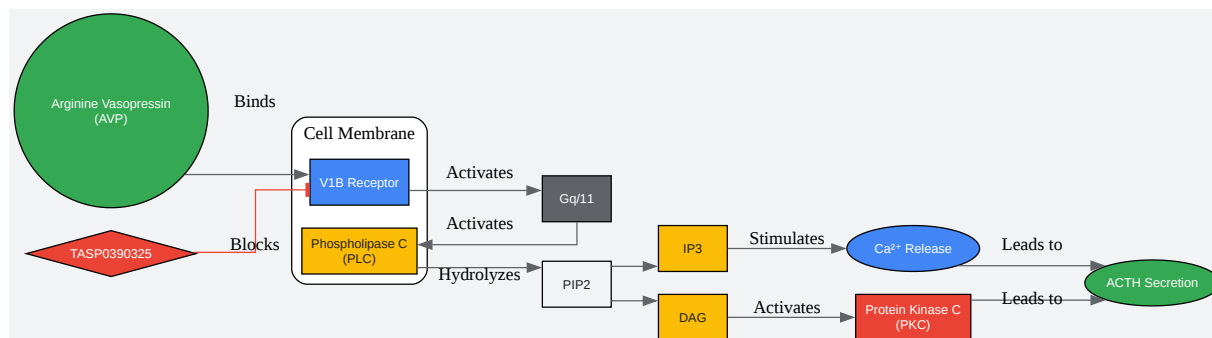 Arginine Vasopressin
(AVP)
Binds
Cell Membrane
V1B Receptor
Activates
Gq/11
TASP0390325
Blocks
Phospholipase C
(PLC)
Activates
Hydrolyzes
PIP2
IP3
Stimulates
Ca²⁺ Release
Leads to
ACTH Secretion
DAG
Activates
Protein Kinase C
(PKC)
Leads to